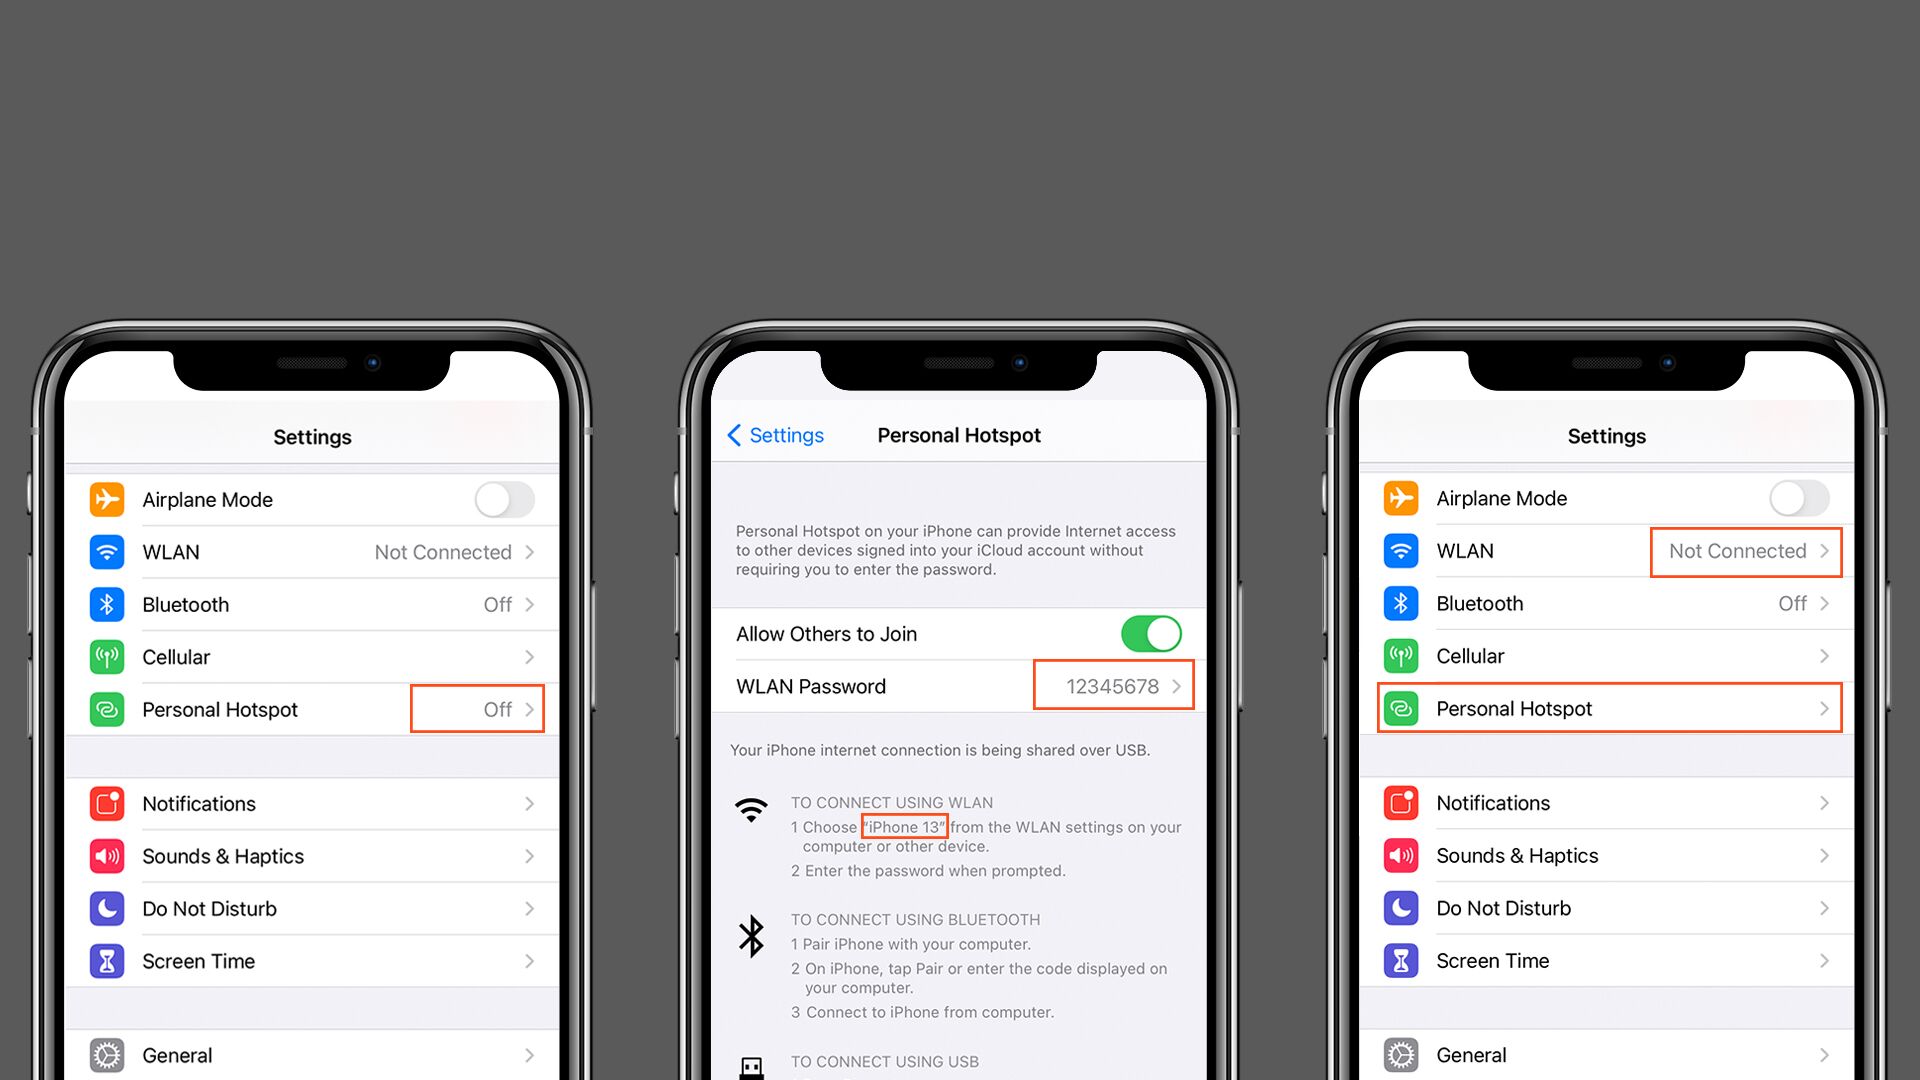 Settings
Airplane Mode
WLAN Not Connected
Bluetooth Off
Cellular
Personal Hotspot Off
Notifications
Sounds & Haptics
Do Not Disturb
Screen Time
General
Settings Personal Hotspot
Personal Hotspot on your iPhone can provide Internet access
to other devices signed into your iCloud account without
requiring you to enter the password.
Allow Others to Join
WLAN Password 12345678
Your iPhone internet connection is being shared over USB.
TO CONNECT USING WLAN
1 Choose “iPhone 13” from the WLAN settings on your
computer or other device.
2 Enter the password when prompted.
TO CONNECT USING BLUETOOTH
1 Pair iPhone with your computer.
2 On iPhone, tap Pair or enter the code displayed on
your computer.
3 Connect to iPhone from computer.
TO CONNECT USING USB
Settings
Airplane Mode
WLAN Not Connected
Bluetooth Off
Cellular
Personal Hotspot
Notifications
Sounds & Haptics
Do Not Disturb
Screen Time
General